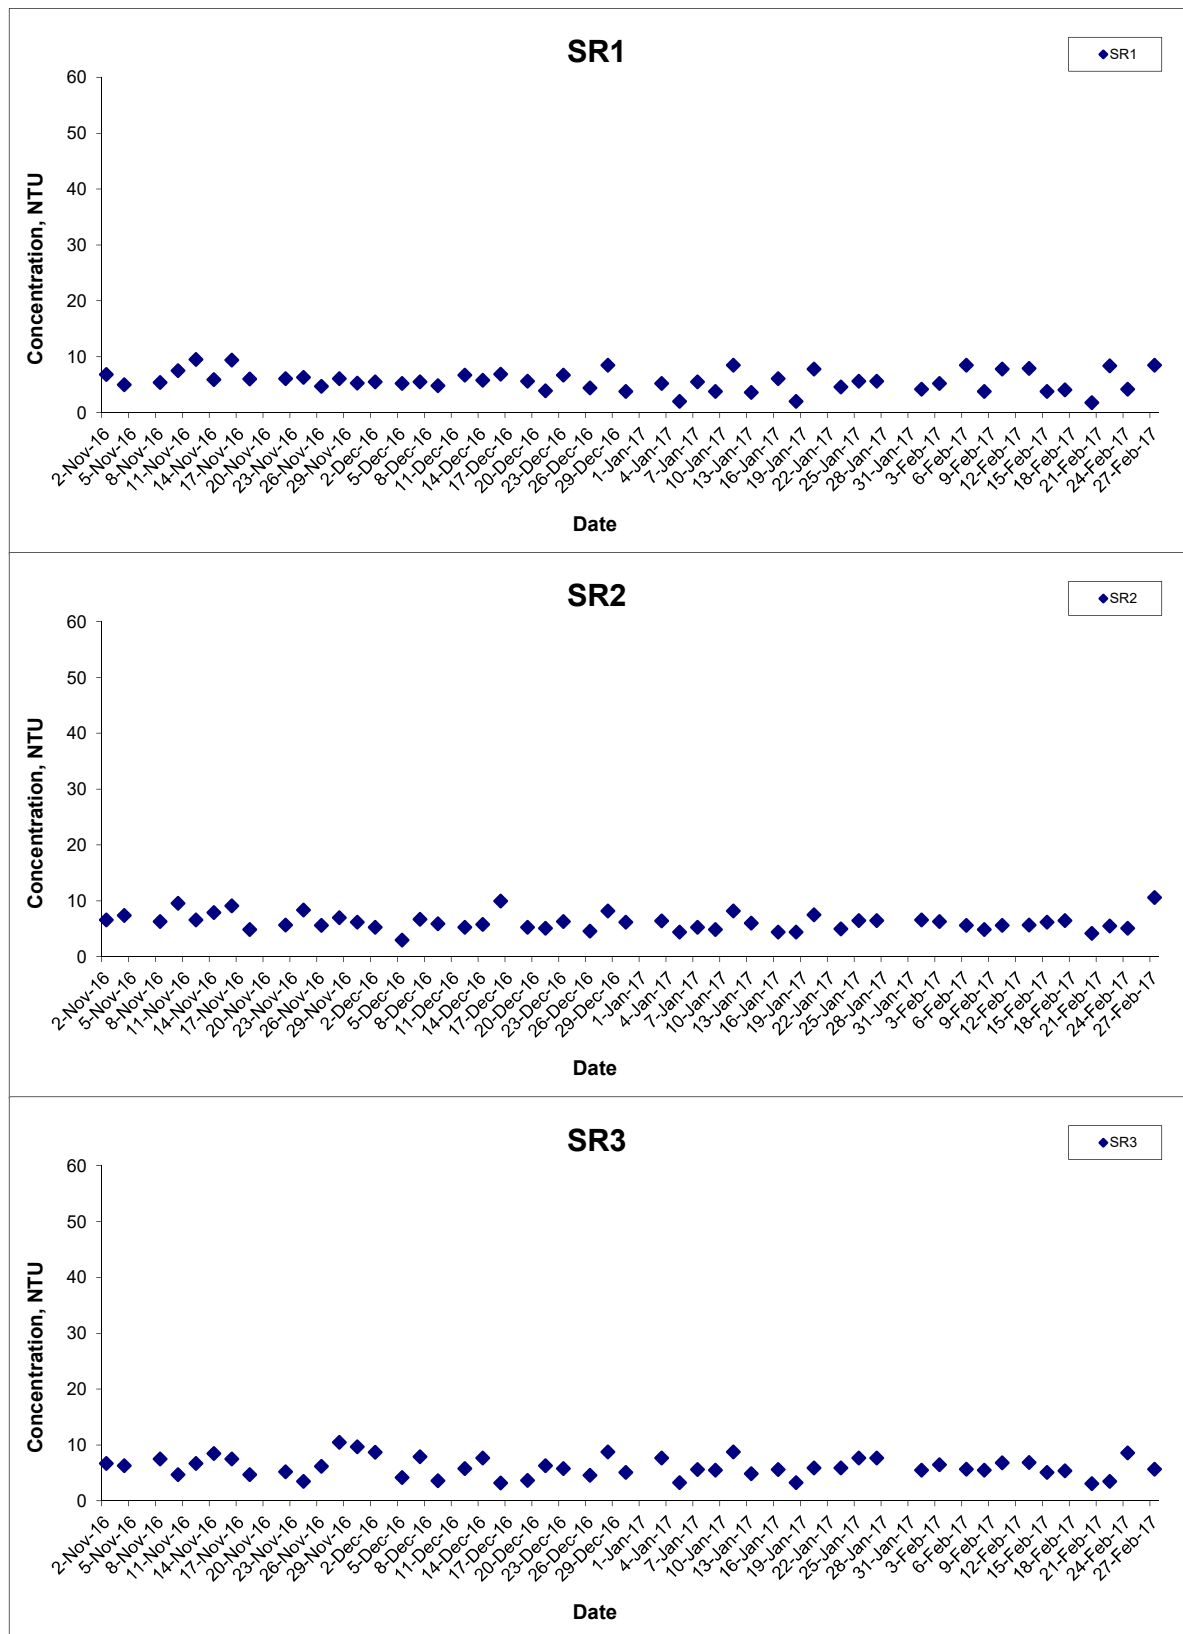 SR1
SR1
60
50
40
30
20
10
0
Concentration, NTU
2-Nov-16
5-Nov-16
8-Nov-16
11-Nov-16
14-Nov-16
17-Nov-16
20-Nov-16
23-Nov-16
26-Nov-16
29-Nov-16
2-Dec-16
5-Dec-16
8-Dec-16
11-Dec-16
14-Dec-16
17-Dec-16
20-Dec-16
23-Dec-16
26-Dec-16
29-Dec-16
1-Jan-17
4-Jan-17
7-Jan-17
10-Jan-17
13-Jan-17
16-Jan-17
19-Jan-17
22-Jan-17
25-Jan-17
28-Jan-17
31-Jan-17
3-Feb-17
6-Feb-17
9-Feb-17
12-Feb-17
15-Feb-17
18-Feb-17
21-Feb-17
24-Feb-17
27-Feb-17
Date
SR2
SR2
60
50
40
30
20
10
0
Concentration, NTU
2-Nov-16
5-Nov-16
8-Nov-16
11-Nov-16
14-Nov-16
17-Nov-16
20-Nov-16
23-Nov-16
26-Nov-16
29-Nov-16
2-Dec-16
5-Dec-16
8-Dec-16
11-Dec-16
14-Dec-16
17-Dec-16
20-Dec-16
23-Dec-16
26-Dec-16
29-Dec-16
1-Jan-17
4-Jan-17
7-Jan-17
10-Jan-17
13-Jan-17
16-Jan-17
19-Jan-17
22-Jan-17
25-Jan-17
28-Jan-17
31-Jan-17
3-Feb-17
6-Feb-17
9-Feb-17
12-Feb-17
15-Feb-17
18-Feb-17
21-Feb-17
24-Feb-17
27-Feb-17
Date
SR3
SR3
60
50
40
30
20
10
0
Concentration, NTU
2-Nov-16
5-Nov-16
8-Nov-16
11-Nov-16
14-Nov-16
17-Nov-16
20-Nov-16
23-Nov-16
26-Nov-16
29-Nov-16
2-Dec-16
5-Dec-16
8-Dec-16
11-Dec-16
14-Dec-16
17-Dec-16
20-Dec-16
23-Dec-16
26-Dec-16
29-Dec-16
1-Jan-17
4-Jan-17
7-Jan-17
10-Jan-17
13-Jan-17
16-Jan-17
19-Jan-17
22-Jan-17
25-Jan-17
28-Jan-17
31-Jan-17
3-Feb-17
6-Feb-17
9-Feb-17
12-Feb-17
15-Feb-17
18-Feb-17
21-Feb-17
24-Feb-17
27-Feb-17
Date